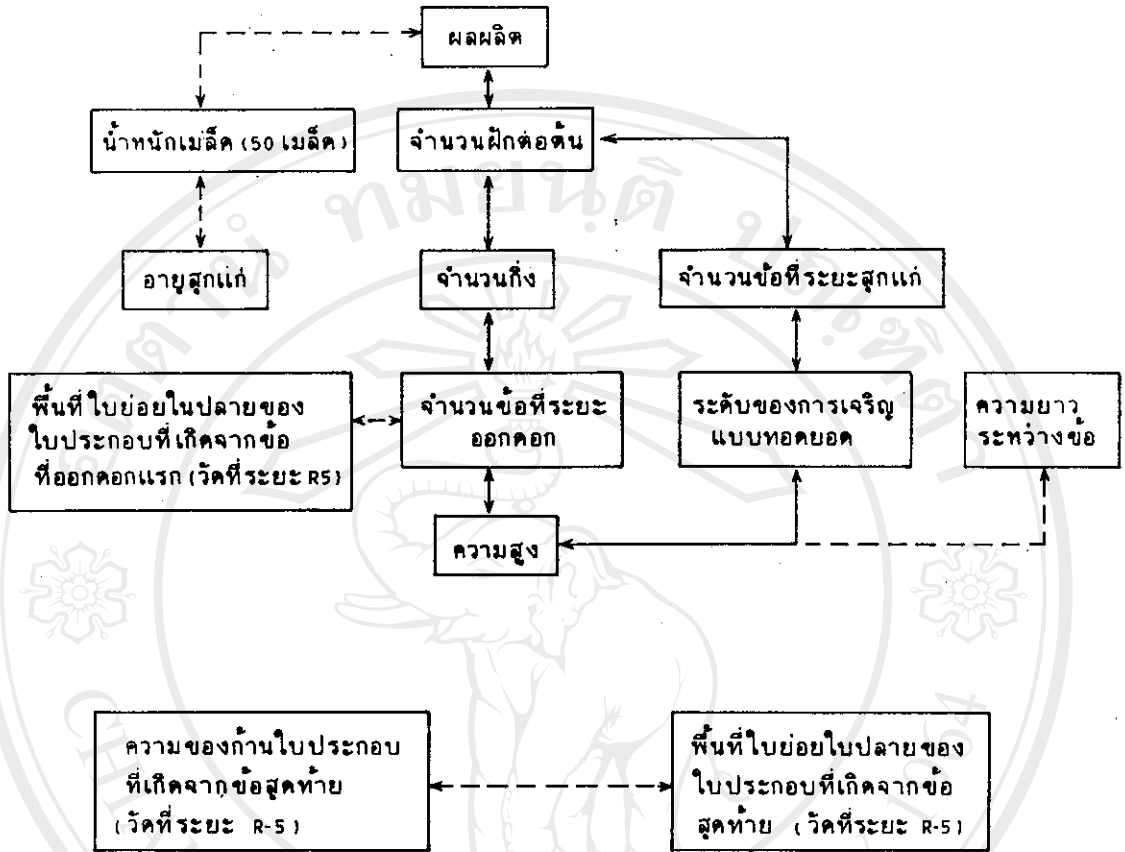 ผลผลิต
น้ำหนักเมล็ด (50 เมล็ด)
จำนวนฝักต่อต้น
อายุสุกแก่
จำนวนกิ่ง
จำนวนข้อที่ระยะสุกแก่
พื้นที่ใบย่อยในปลายของ
ใบประกอบที่เกิดจากข้อ
ที่ออกดอกแรก (วัดที่ระยะ R5)
จำนวนข้อที่ระยะ
ออกดอก
ระดับของการเจริญ
แบบทอดยอด
ความยาว
ระหว่างข้อ
ความสูง
ความของก้านใบประกอบ
ที่เกิดจากข้อสุดท้าย
(วัดที่ระยะ R-5)
พื้นที่ใบย่อยใบปลายของ
ใบประกอบที่เกิดจากข้อ
สุดท้าย (วัดที่ระยะ R-5)